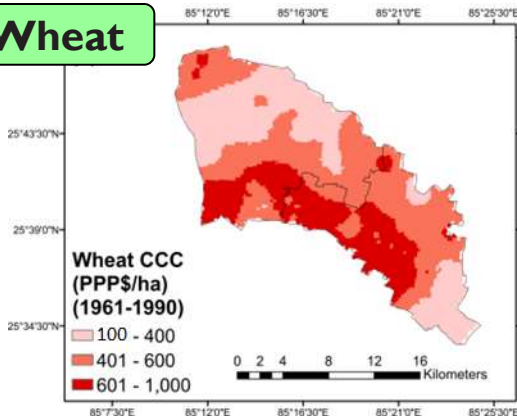 Wheat
85°12'0"E 85°16'30"E 85°21'0"E 85°25'30"E
25°43'30"N
25°39'0"N
25°34'30"N
Wheat CCC
(PPP$/ha)
(1961-1990)
100 - 400
401 - 600
601 - 1,000
0 2 4 8 12 16
Kilometers
85°7'30"E 85°12'0"E 85°16'30"E 85°21'0"E 85°25'30"E